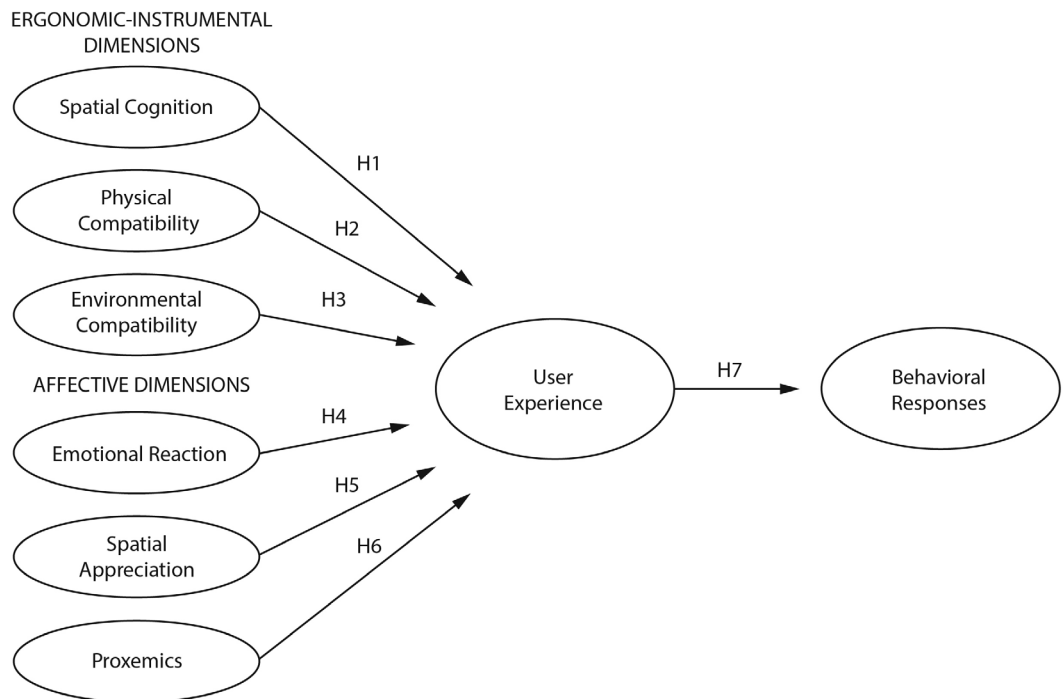 ERGONOMIC-INSTRUMENTAL
DIMENSIONS
Spatial Cognition
H1
Physical
Compatibility
H2
Environmental
Compatibility
H3
AFFECTIVE DIMENSIONS
Emotional Reaction
H4
Spatial
Appreciation
H5
Proxemics
H6
User
Experience
H7
Behavioral
Responses